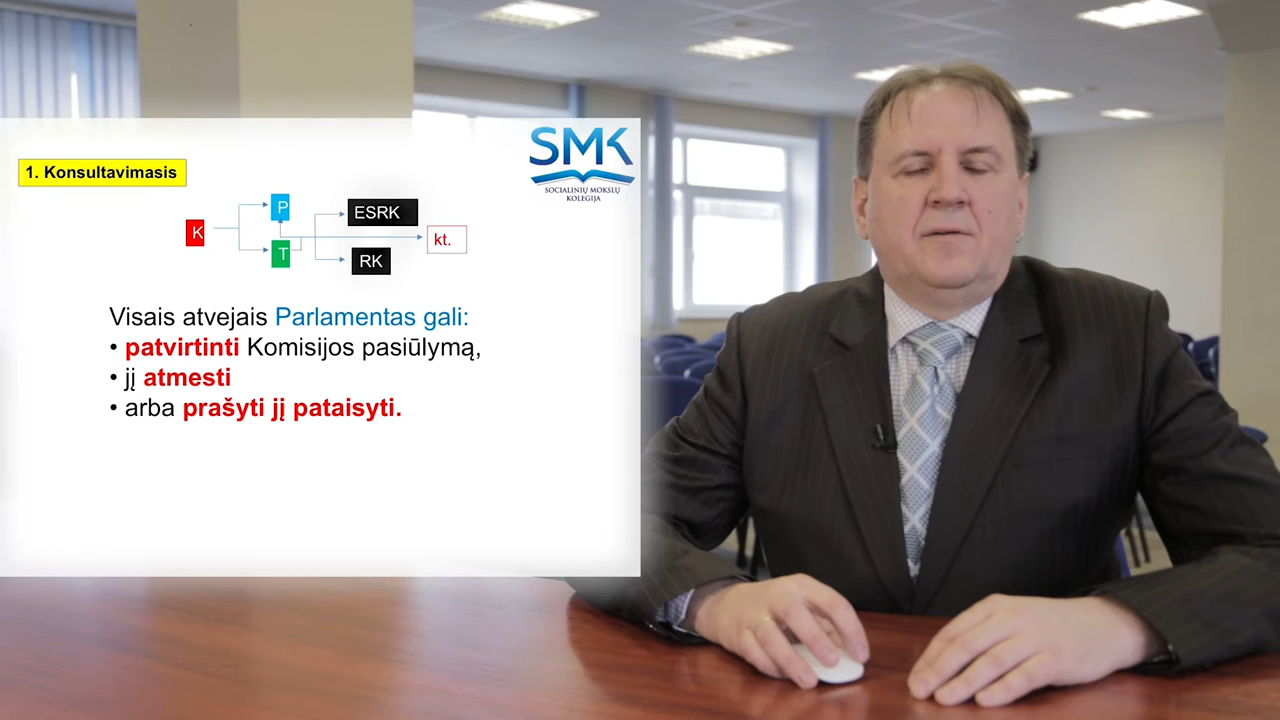 SMK
SOCIALINIŲ MOKSLŲ
KOLEGIJA
1. Konsultavimasis
K
P
T
ESRK
RK
kt.
Visais atvejais Parlamentas gali:
• patvirtinti Komisijos pasiūlymą,
• jį atmesti
• arba prašyti jį pataisyti.